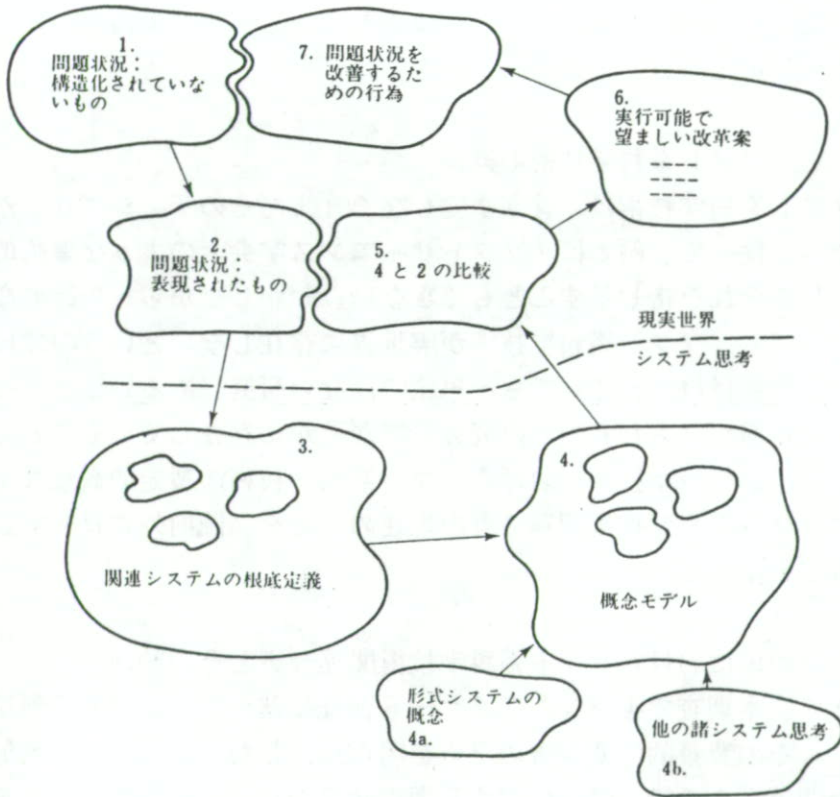 1.
問題状況：
構造化されていな
いもの
7. 問題状況を
改善するた
めの行為
6.
実行可能で
望ましい改革案
2.
問題状況：
表現されたもの
5.
4と2の比較
現実世界
システム思考
3.
関連システムの根底定義
4.
概念モデル
形式システムの
概念
4a.
他の諸システム思考
4b.